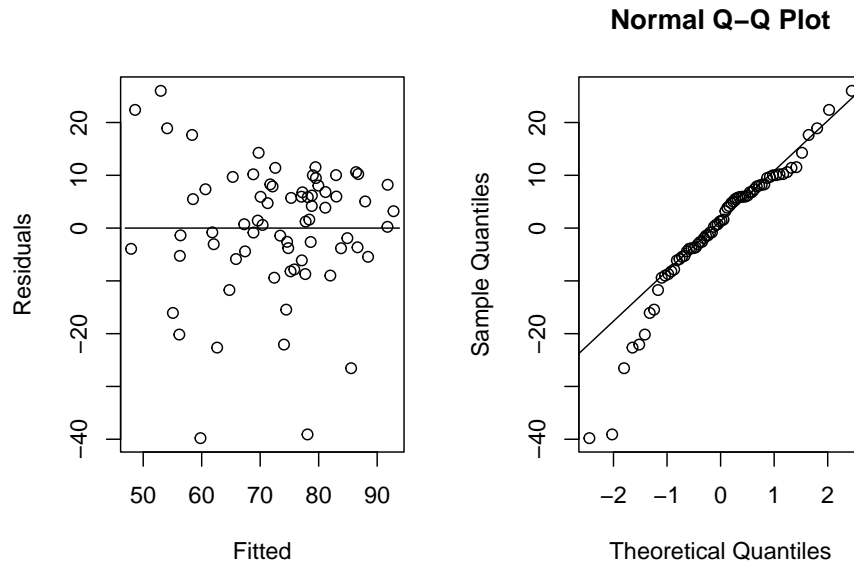 Normal Q−Q Plot
Residuals
20
10
0
−20
−40
50 60 70 80 90
Fitted
Sample Quantiles
20
10
0
−20
−40
−2 −1 0 1 2
Theoretical Quantiles